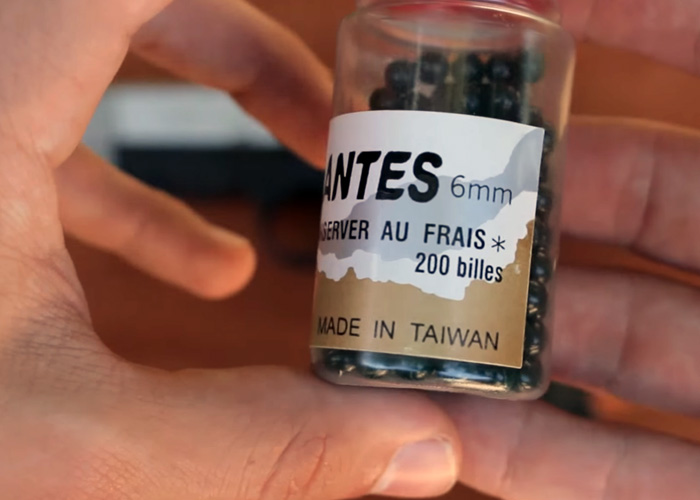 ANTES 6mm
SERVER AU FRAIS*
200 billes
MADE IN TAIWAN